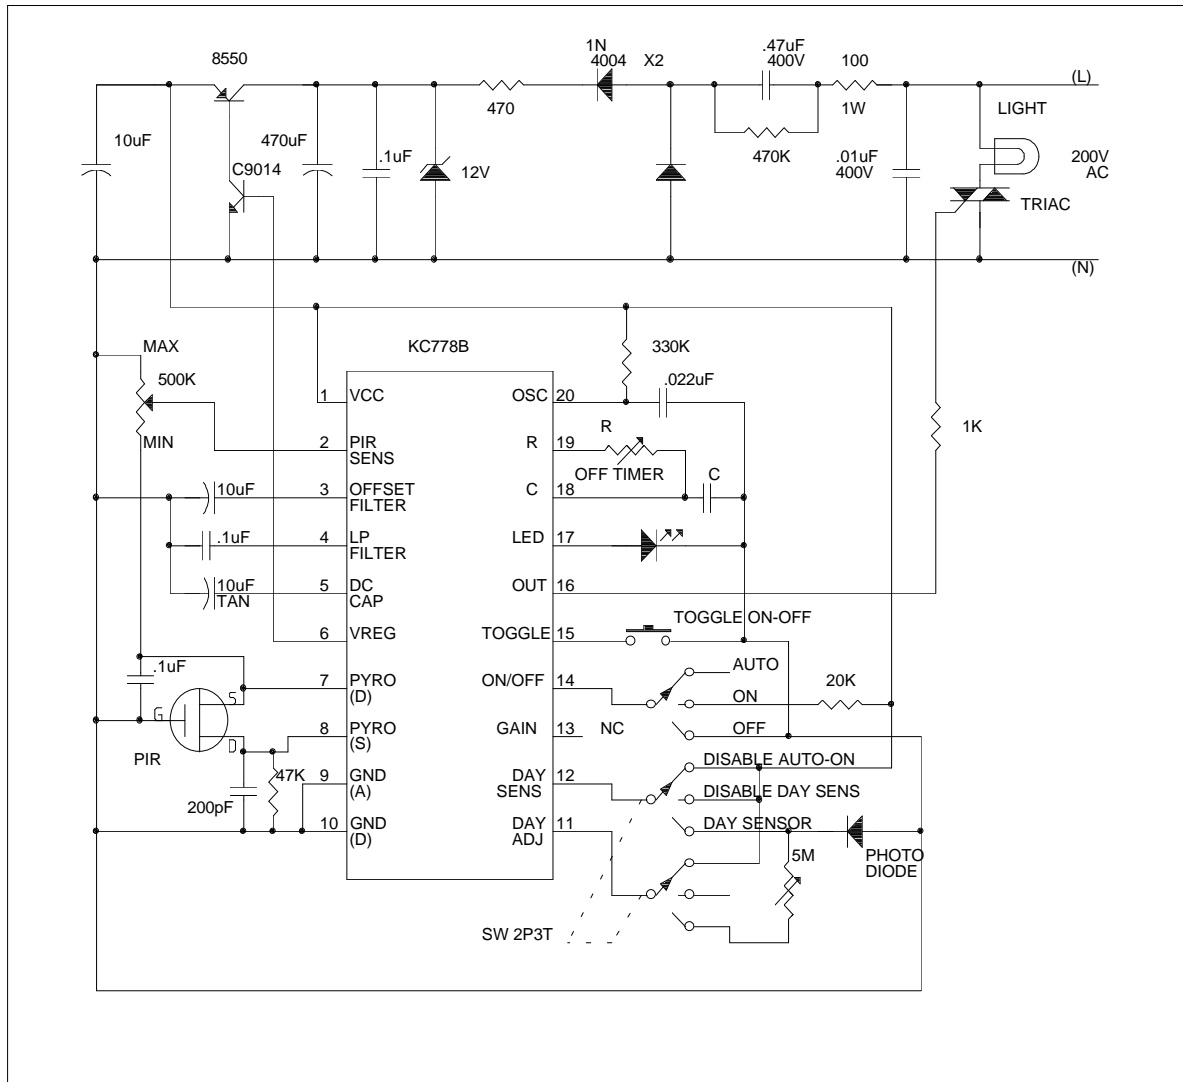 8550
1N
4004
X2
.47uF
400V
100
1W
(L)
LIGHT
10uF
470uF
.1uF
12V
470
470K
.01uF
400V
200V
AC
C9014
TRIAC
(N)
KC778B
330K
.022uF
MAX
500K
MIN
1 VCC
OSC 20
2 PIR
SENS
R 19
R
OFF TIMER
10uF
3 OFFSET
FILTER
C 18
C
.1uF
4 LP
FILTER
LED 17
10uF
TAN
5 DC
CAP
OUT 16
1K
6 VREG
TOGGLE 15
TOGGLE ON-OFF
.1uF
7 PYRO
(D)
ON/OFF 14
AUTO
ON
20K
OFF
G
S
D
PIR
8 PYRO
(S)
GAIN 13
NC
47K
200pF
9 GND
(A)
DAY
SENS
12
DISABLE AUTO-ON
DISABLE DAY SENS
DAY SENSOR
10 GND
(D)
DAY
ADJ
11
5M
PHOTO
DIODE
SW 2P3T